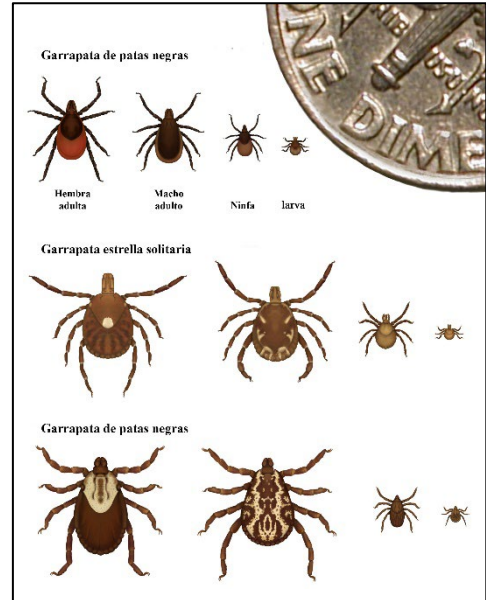 Garrapata de patas negras
ONE DIME
Hembra
adulta
Macho
adulto
Ninfa
larva
Garrapata estrella solitaria
Garrapata de patas negras